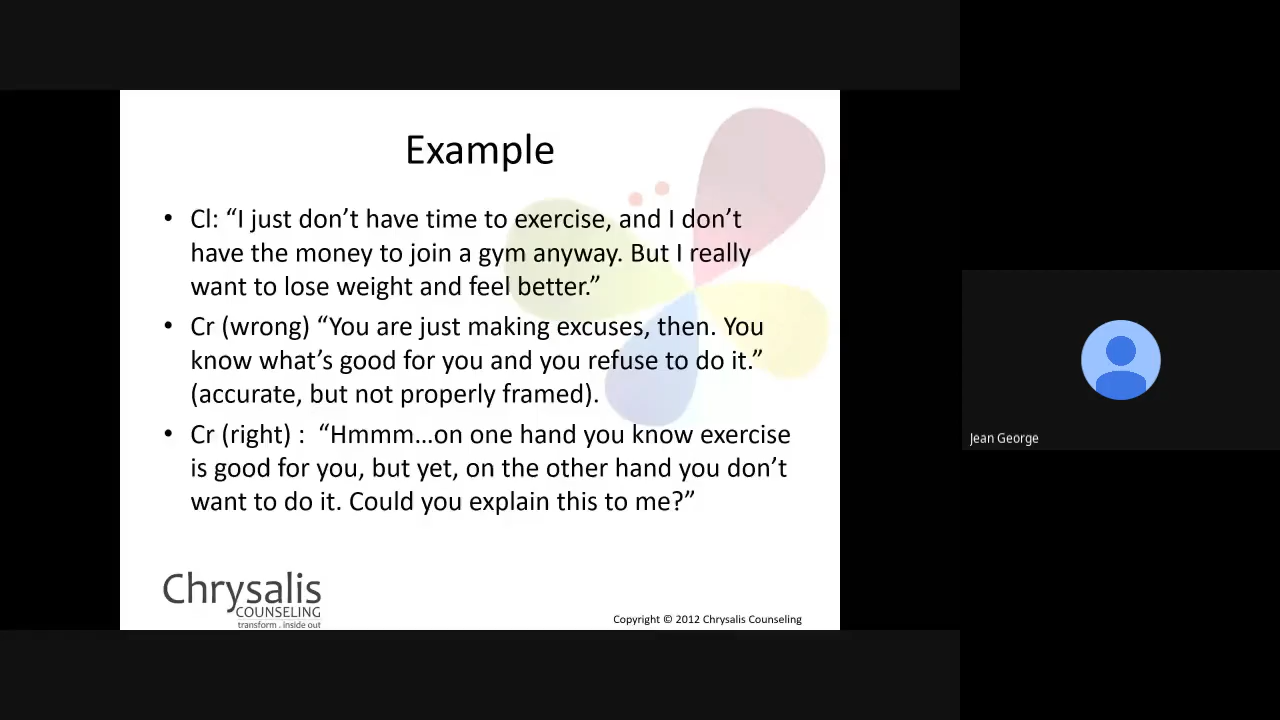 Example
• Cl: “I just don’t have time to exercise, and I don’t
have the money to join a gym anyway. But I really
want to lose weight and feel better.”
• Cr (wrong) “You are just making excuses, then. You
know what’s good for you and you refuse to do it.”
(accurate, but not properly framed).
• Cr (right) :  “Hmmm...on one hand you know exercise
is good for you, but yet, on the other hand you don’t
want to do it. Could you explain this to me?”
Chrysalis
COUNSELING
transform . inside out
Copyright © 2012 Chrysalis Counseling
Jean George